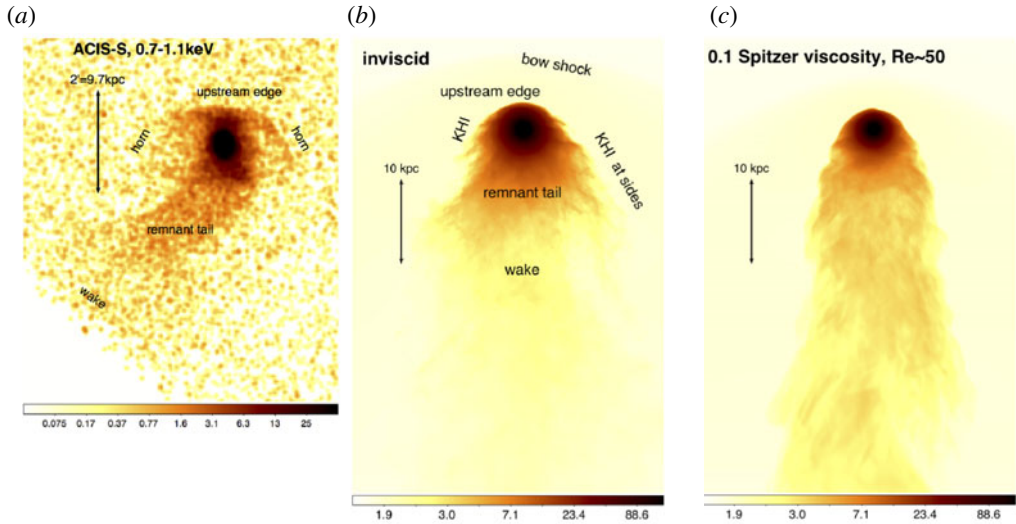 (a)
ACIS-S, 0.7-1.1keV
2'=9.7kpc
upstream edge
horn
horn
remnant tail
wake
0.075 0.17 0.37 0.77 1.6 3.1 6.3 13 25
(b)
inviscid
bow shock
upstream edge
KHI
KHI at sides
10 kpc
remnant tail
wake
1.9 3.0 7.1 23.4 88.6
(c)
0.1 Spitzer viscosity, Re~50
10 kpc
1.9 3.0 7.1 23.4 88.6